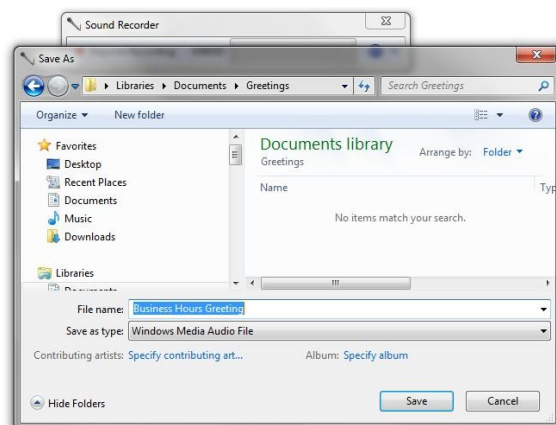 Sound Recorder
Save As
Libraries Documents Greetings
Search Greetings
Organize New folder
Favorites
Desktop
Recent Places
Documents
Music
Downloads
Libraries
Documents library
Greetings
Arrange by: Folder
Name
No items match your search.
File name: Business Hours Greeting
Save as type: Windows Media Audio File
Contributing artists: Specify contributing art...
Album: Specify album
Hide Folders
Save
Cancel